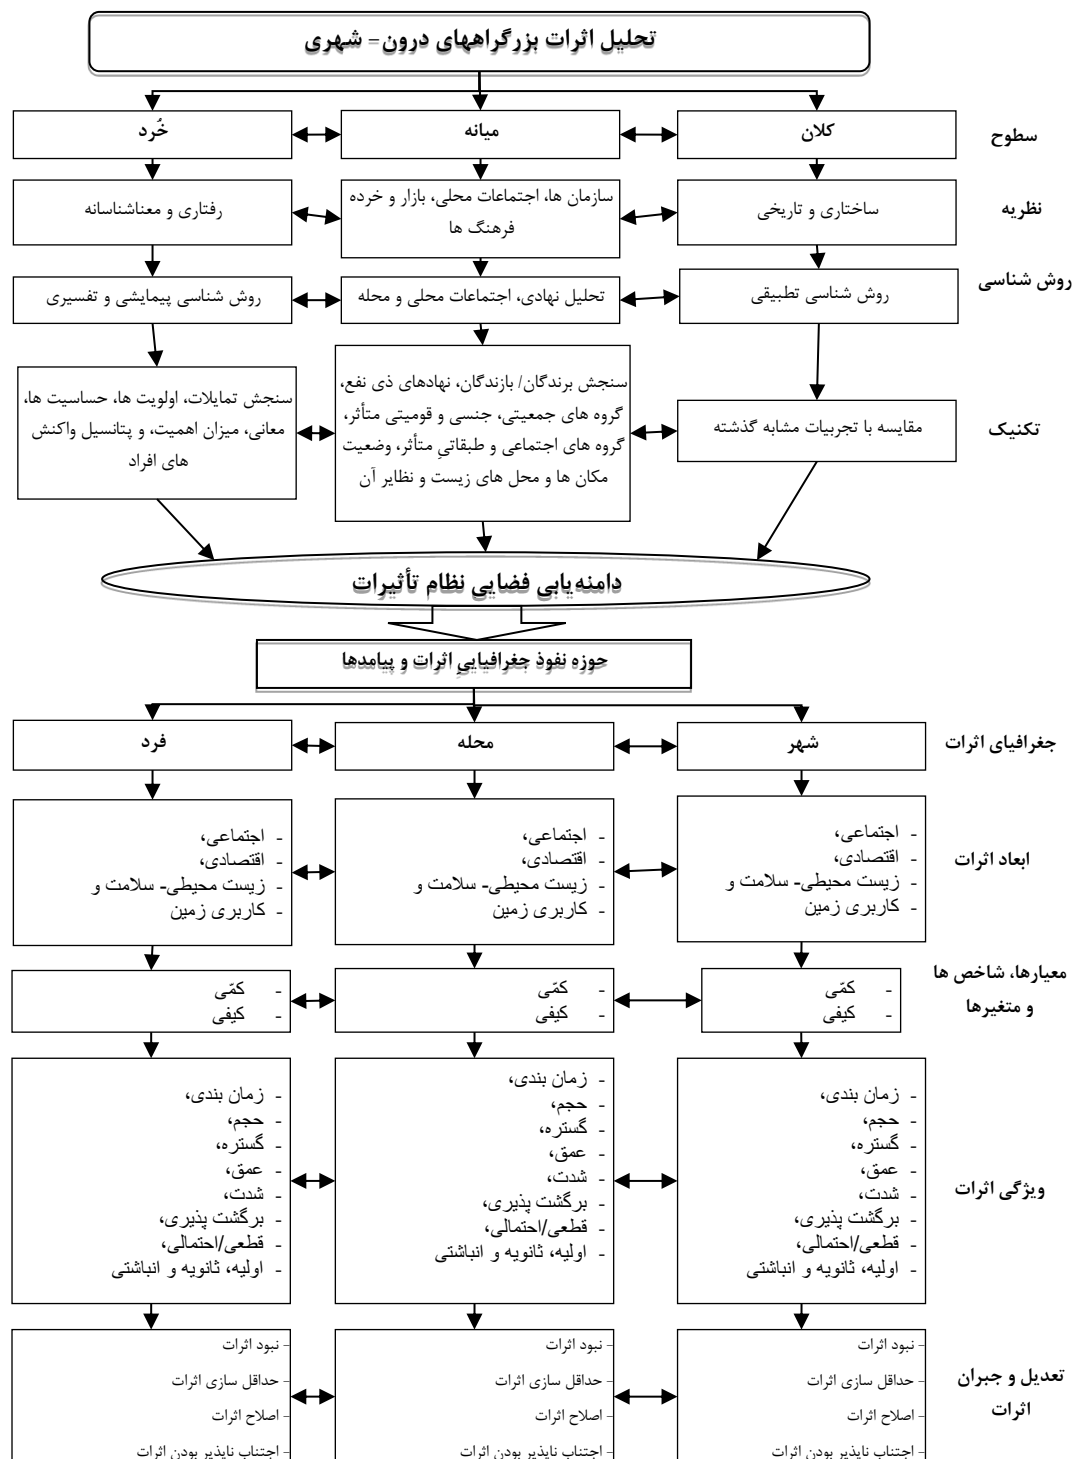 تحلیل اثرات بزرگراههای درون- شهری
سطوح
کلان
میانه
خُرد
نظریه
ساختاری و تاریخی
سازمان ها، اجتماعات محلی، بازار و خرده
فرهنگ ها
رفتاری و معناشناسانه
روش شناسی
روش شناسی تطبیقی
تحلیل نهادی، اجتماعات محلی و محله
روش شناسی پیمایشی و تفسیری
تکنیک
مقایسه با تجربیات مشابه گذشته
سنجش برندگان/ بازندگان، نهادهای ذی نفع،
گروه های جمعیتی، جنسی و قومیتی متأثر،
گروه های اجتماعی و طبقاتیِ متأثر، وضعیت
مکان ها و محل های زیست و نظایر آن
سنجش تمایلات، اولویت ها، حساسیت ها،
معانی، میزان اهمیت، و پتانسیل واکنش
های افراد
دامنه یابی فضایی نظام تأثیرات
حوزه نفوذ جغرافیاییِ اثرات و پیامدها
جغرافیای اثرات
شهر
محله
فرد
ابعاد اثرات
- اجتماعی،
- اقتصادی،
- زیست محیطی- سلامت و
- کاربری زمین
- اجتماعی،
- اقتصادی،
- زیست محیطی- سلامت و
- کاربری زمین
- اجتماعی،
- اقتصادی،
- زیست محیطی- سلامت و
- کاربری زمین
معیارها، شاخص ها
و متغیرها
- کمّی
- کیفی
- کمّی
- کیفی
- کمّی
- کیفی
ویژگی اثرات
- زمان بندی،
- حجم،
- گستره،
- عمق،
- شدت،
- برگشت پذیری،
- قطعی/احتمالی،
- اولیه، ثانویه و انباشتی
- زمان بندی،
- حجم،
- گستره،
- عمق،
- شدت،
- برگشت پذیری،
- قطعی/احتمالی،
- اولیه، ثانویه و انباشتی
- زمان بندی،
- حجم،
- گستره،
- عمق،
- شدت،
- برگشت پذیری،
- قطعی/احتمالی،
- اولیه، ثانویه و انباشتی
تعدیل و جبران
اثرات
- نبود اثرات
- حداقل سازی اثرات
- اصلاح اثرات
- اجتناب ناپذیر بودن اثرات
- نبود اثرات
- حداقل سازی اثرات
- اصلاح اثرات
- اجتناب ناپذیر بودن اثرات
- نبود اثرات
- حداقل سازی اثرات
- اصلاح اثرات
- اجتناب ناپذیر بودن اثرات